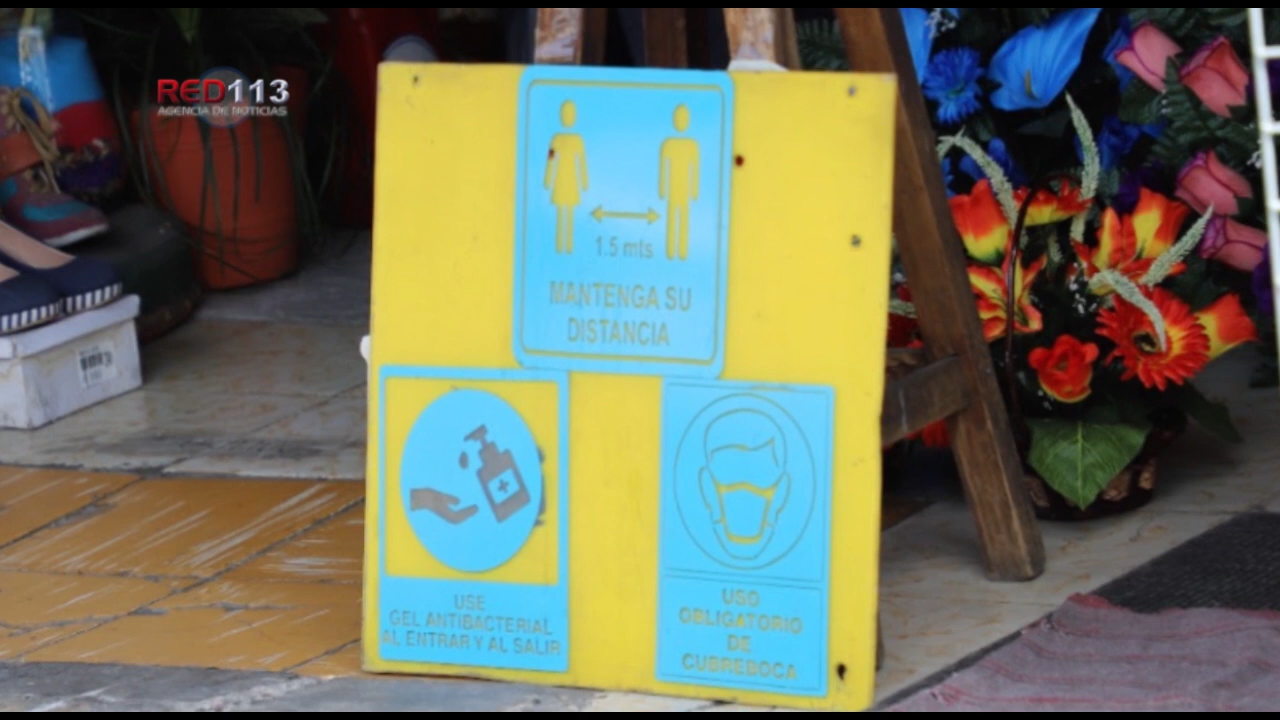 RED113
AGENCIA DE NOTICIAS
1.5 mts
MANTENGA SU
DISTANCIA
USE
GEL ANTIBACTERIAL
AL ENTRAR Y AL SALIR
USO
OBLIGATORIO
DE
CUBREBOCA